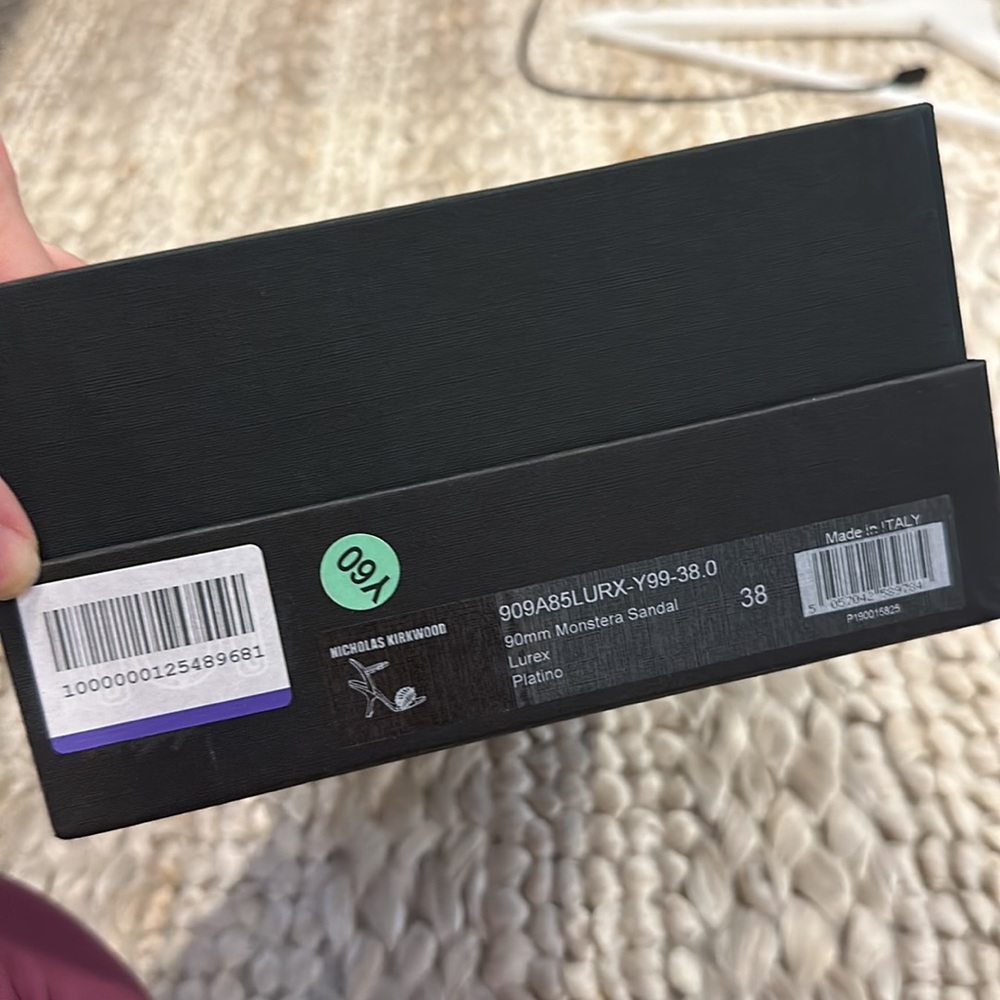 1000000125489681
Y60
NICHOLAS KIRKWOOD
909A85LURX-Y99-38.0
90mm Monstera Sandal
Lurex
Platino
38
Made in ITALY
P190015825